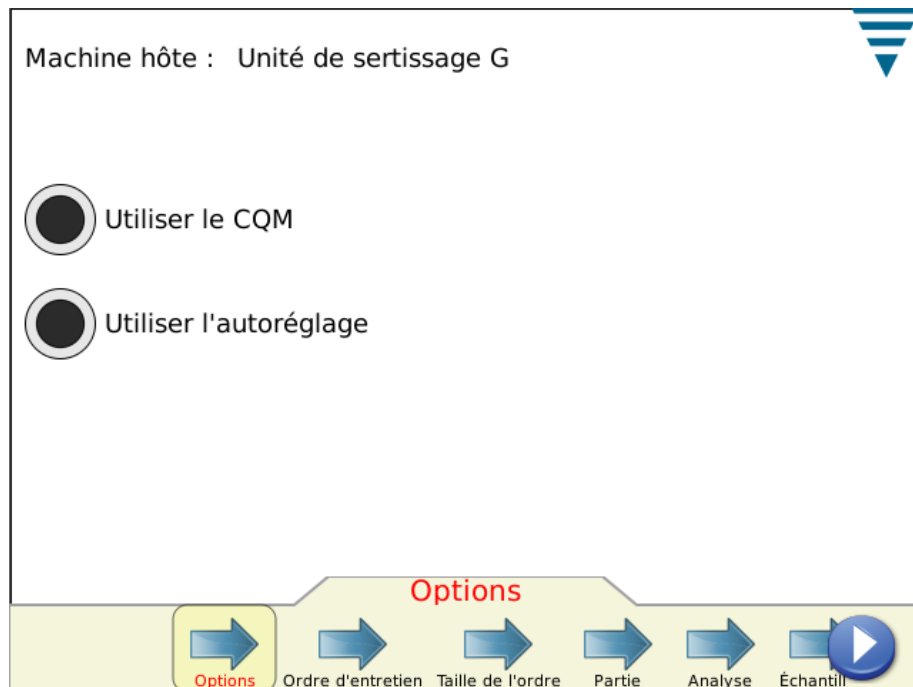 Machine hôte : Unité de sertissage G
Utiliser le CQM
Utiliser l'autoréglage
Options
Options Ordre d'entretien Taille de l'ordre Partie Analyse Échantill